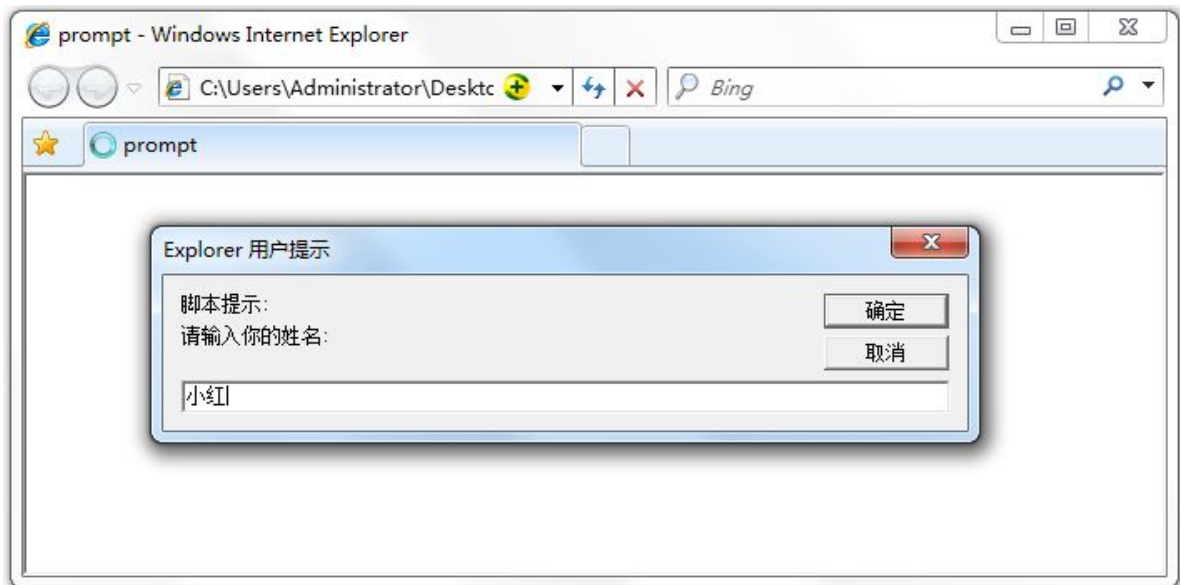 prompt - Windows Internet Explorer
C:\Users\Administrator\Desktc
Bing
prompt
Explorer 用户提示
脚本提示:
确定
请输入你的姓名:
取消
小红